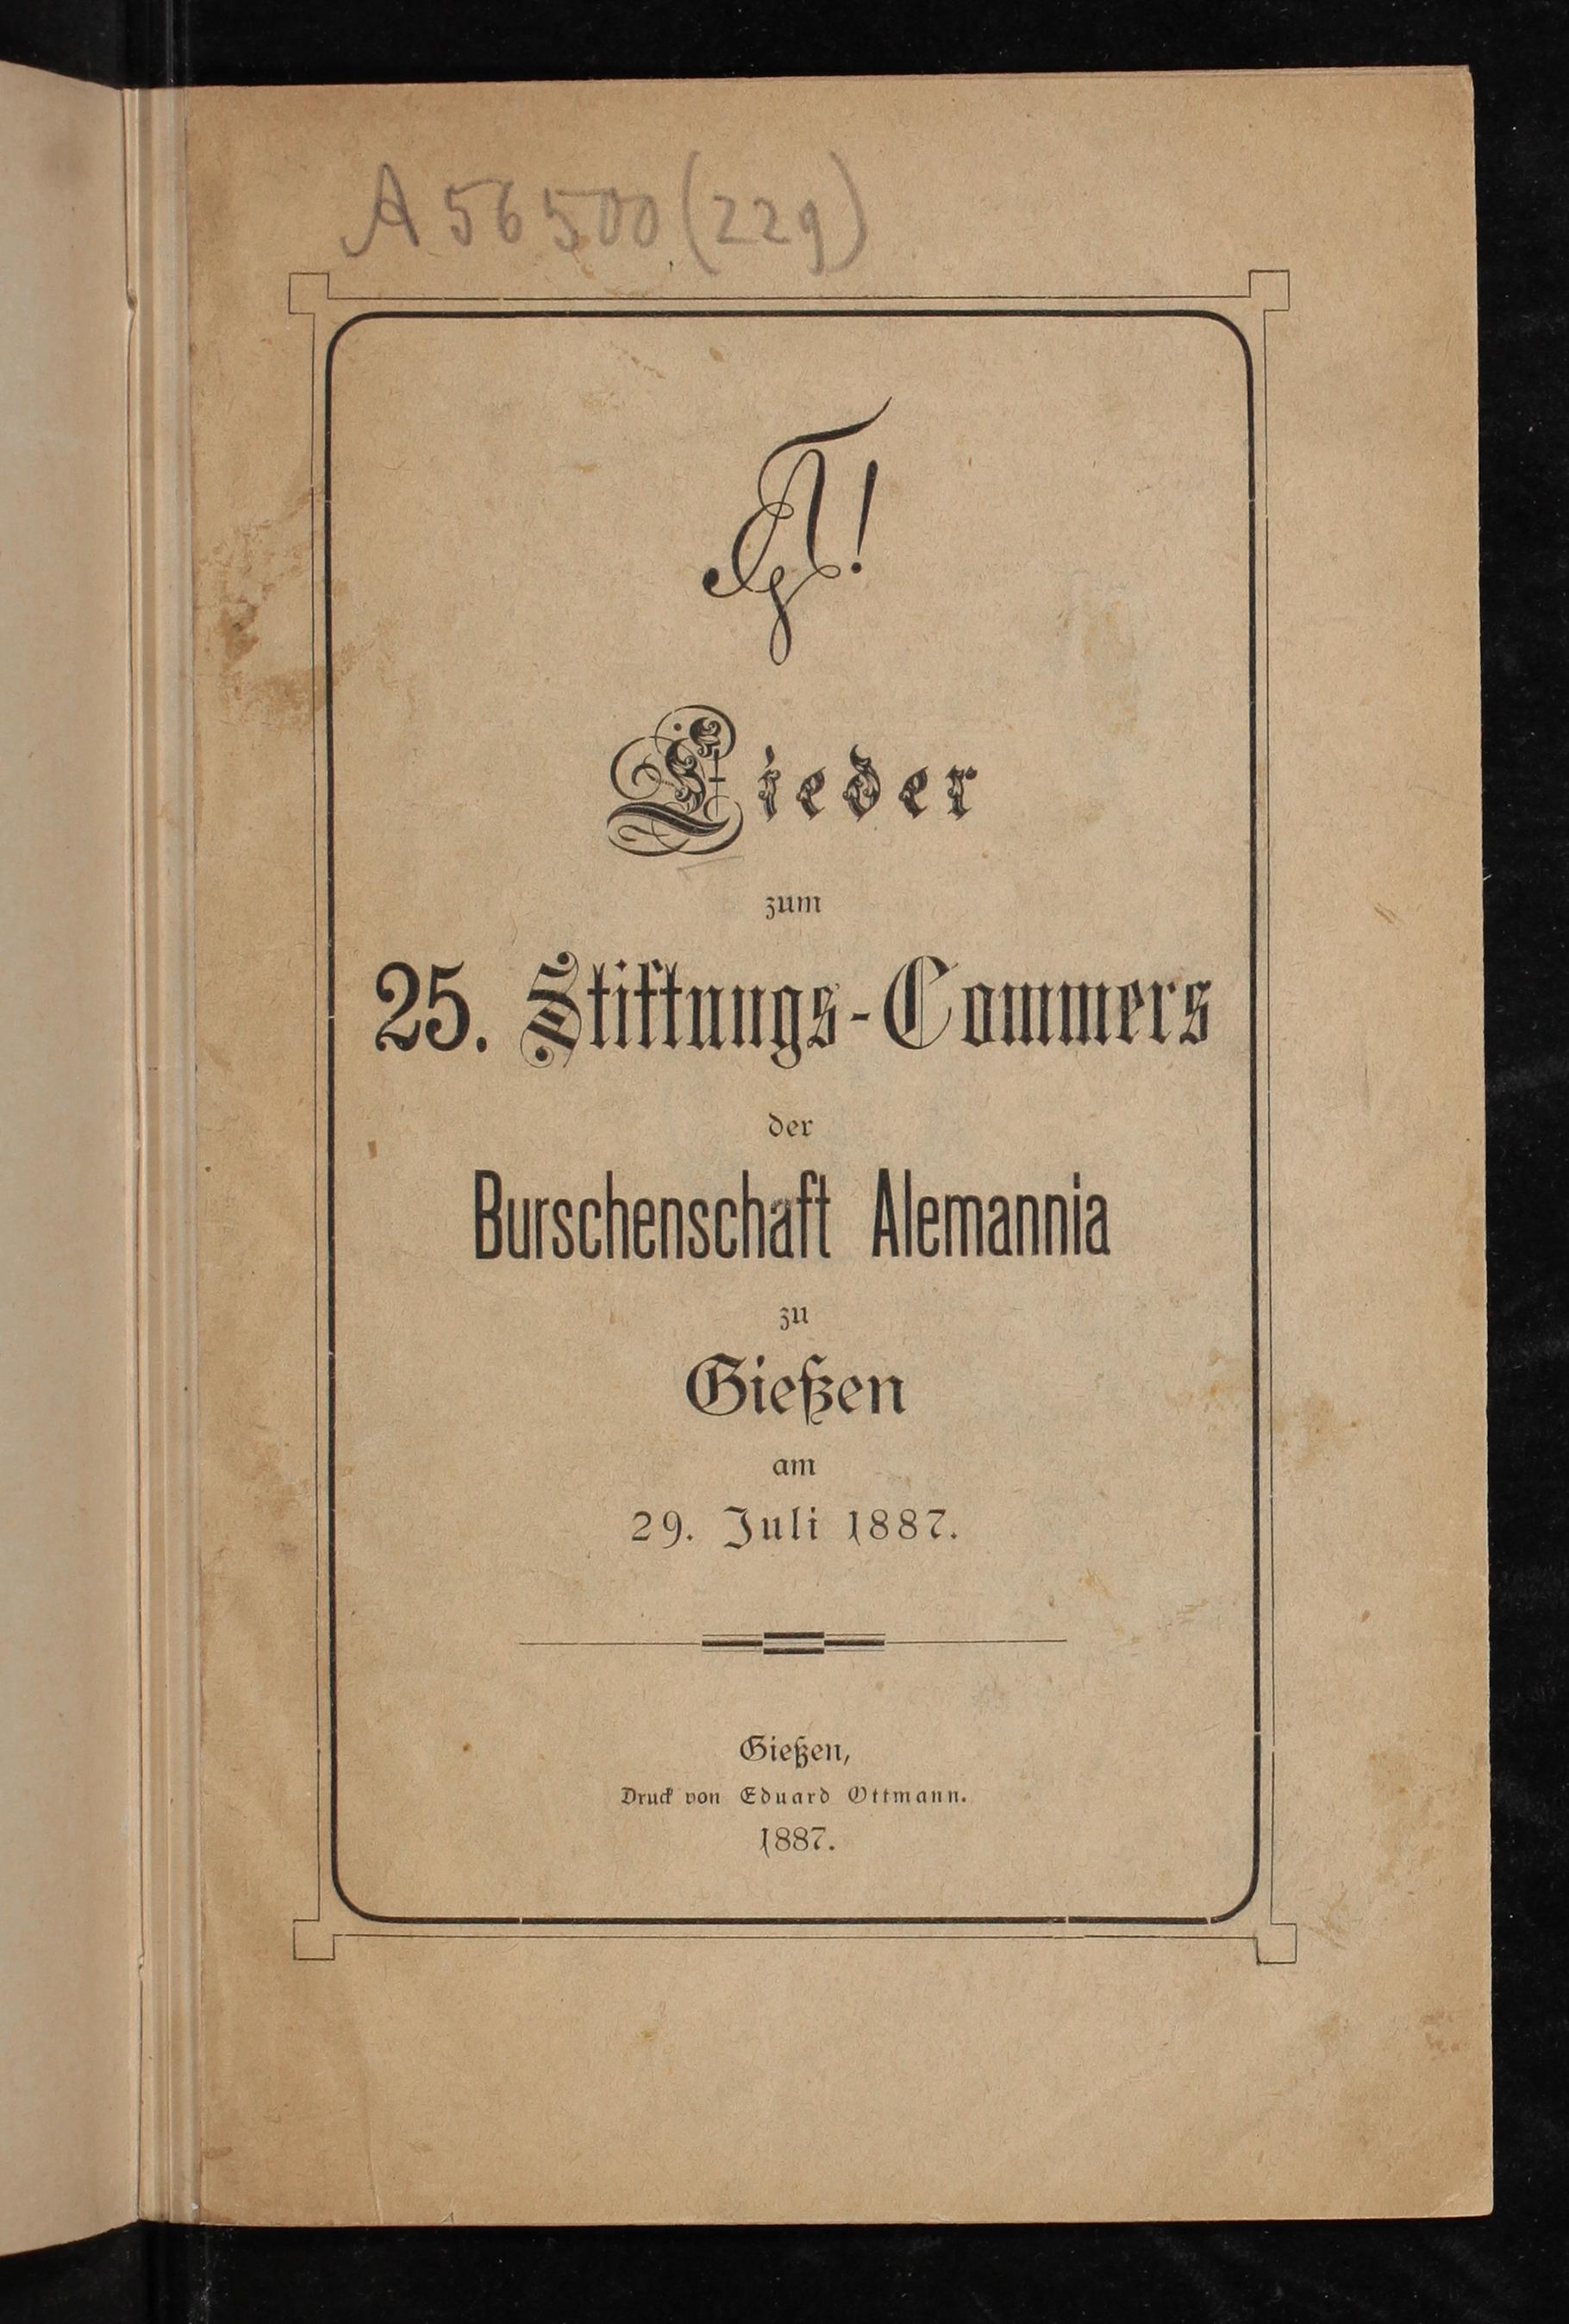 A 56500 (229)
Lieder
zum
25. Stiftungs-Commers
der
Burschenschaft Alemannia
zu
Gießen
am
29. Juli 1887.
Gießen,
Druck von Eduard Ottmann.
1887.